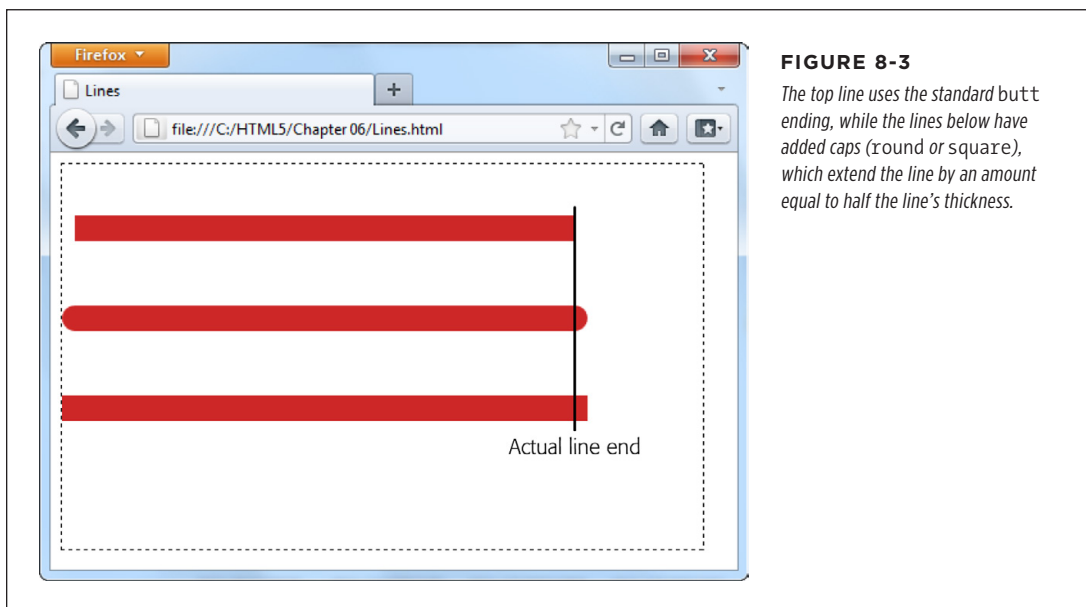 Firefox
Lines
file:///C:/HTML5/Chapter 06/Lines.html
Actual line end
FIGURE 8-3
The top line uses the standard butt
ending, while the lines below have
added caps (round or square),
which extend the line by an amount
equal to half the line's thickness.